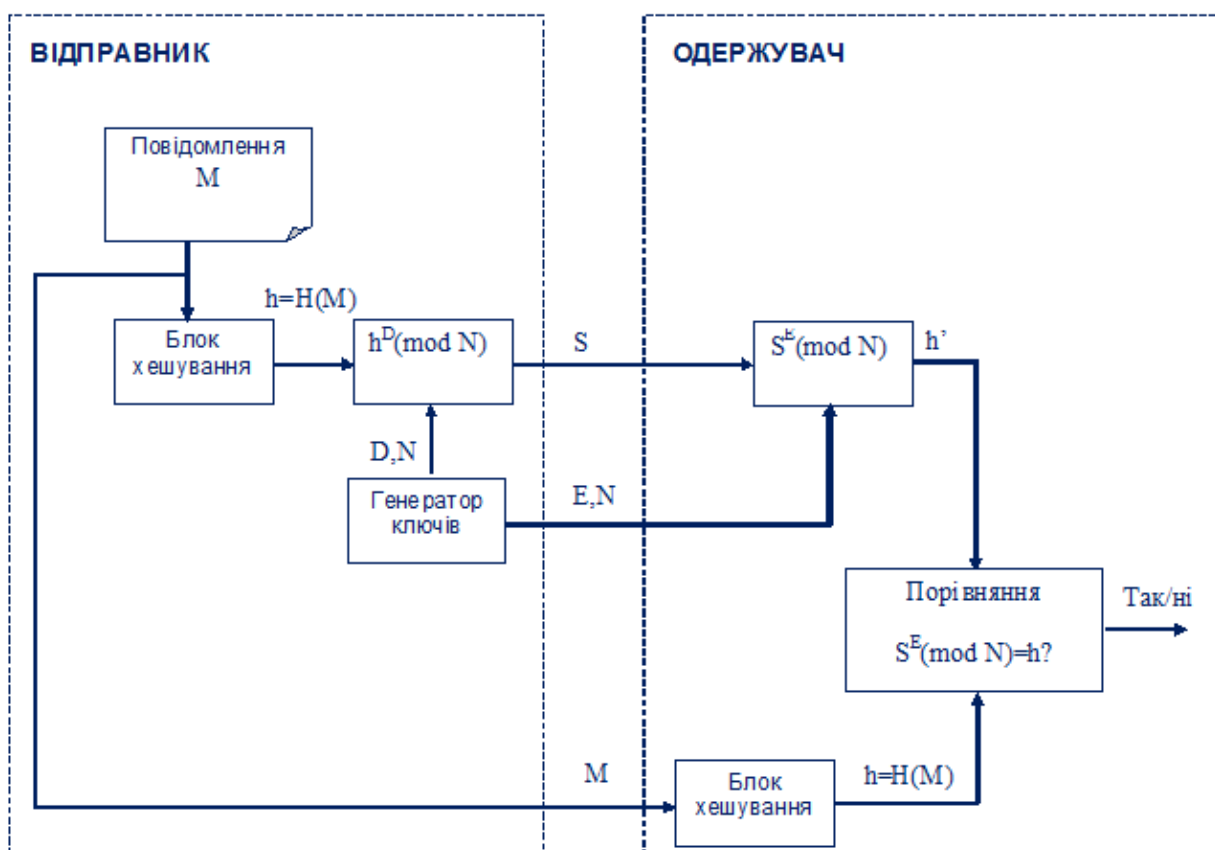 ВІДПРАВНИК
ОДЕРЖУВАЧ
Повідомлення
M
h=H(M)
Блок
хешування
h^D(mod N)
S
S^E(mod N)
h’
D,N
Генератор
ключів
E,N
Порівняння
S^E(mod N)=h?
Так/ні
M
Блок
хешування
h=H(M)